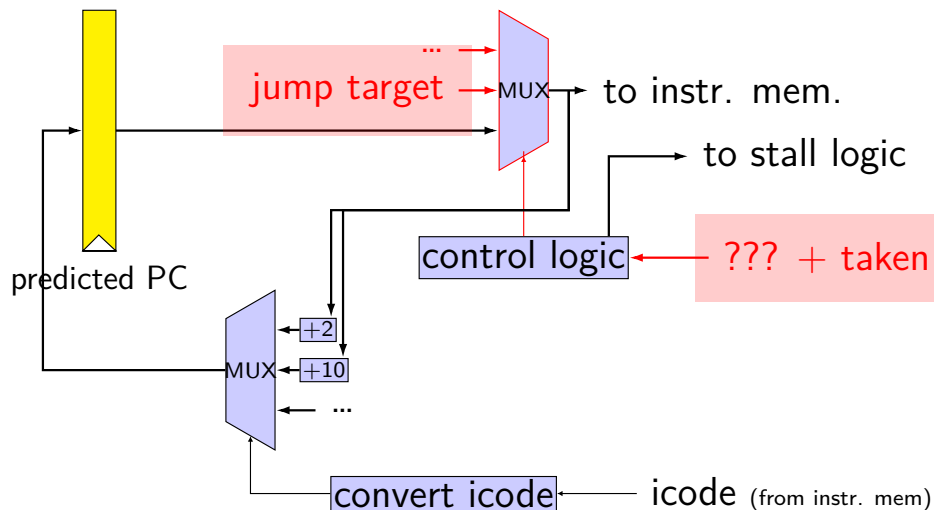 ...
jump target
MUX
to instr. mem.
to stall logic
control logic
??? + taken
predicted PC
+2
MUX
+10
...
convert icode
icode (from instr. mem)